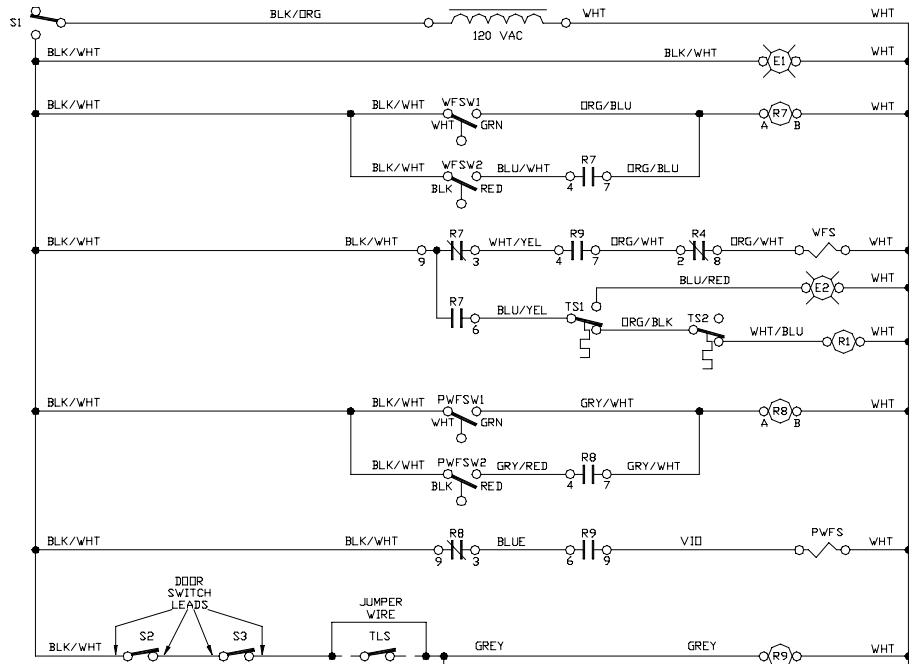 S1 BLK/ORG WHT WHT
120 VAC
BLK/WHT BLK/WHT E1
BLK/WHT BLK/WHT WFSW1 ORG/BLU R7 WHT
WHT GRN A B
BLK/WHT WFSW2 BLU/WHT R7 ORG/BLU
BLK RED 4 7
BLK/WHT BLK/WHT R7 WHT/YEL R9 ORG/WHT R4 ORG/WHT WFS WHT
9 3 4 7 2 8
BLU/RED E2 WHT
R7 BLU/YEL TS1 ORG/BLK TS2 WHT/BLU R1 WHT
6
BLK/WHT BLK/WHT PWFSW1 GRY/WHT R8 WHT
WHT GRN A B
BLK/WHT PWFSW2 GRY/RED R8 GRY/WHT
BLK RED 4 7
BLK/WHT BLK/WHT R8 BLUE R9 VIO PWFS WHT
9 3 6 9
DOOR
SWITCH
LEADS
JUMPER
WIRE
BLK/WHT S2 S3 TLS GREY GREY R9 WHT